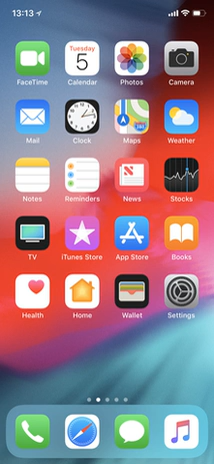 13:13
Tuesday
5
FaceTime Calendar Photos Camera
Mail Clock Maps Weather
Notes Reminders News Stocks
TV iTunes Store App Store Books
Health Home Wallet Settings